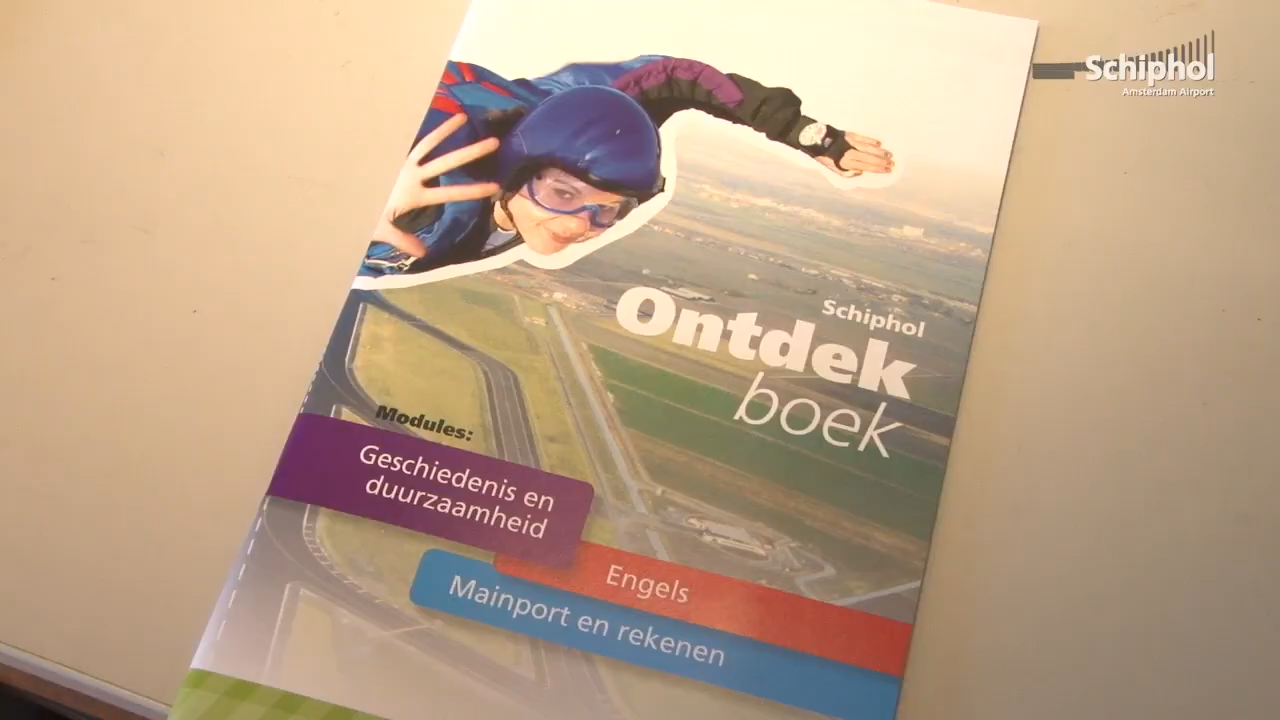 Schiphol
Amsterdam Airport
Schiphol
Ontdek
boek
Modules:
Geschiedenis en
duurzaamheid
Engels
Mainport en rekenen